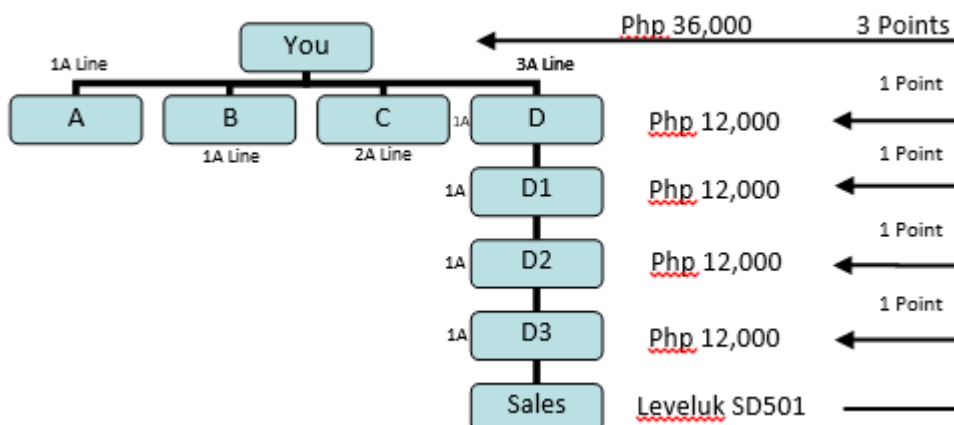 You Php 36,000 3 Points
1A Line 3A Line
1 Point
A B C 1A D Php 12,000
1A Line 2A Line 1 Point
1A D1 Php 12,000
1 Point
1A D2 Php 12,000
1 Point
1A D3 Php 12,000
Sales Leveluk SD501